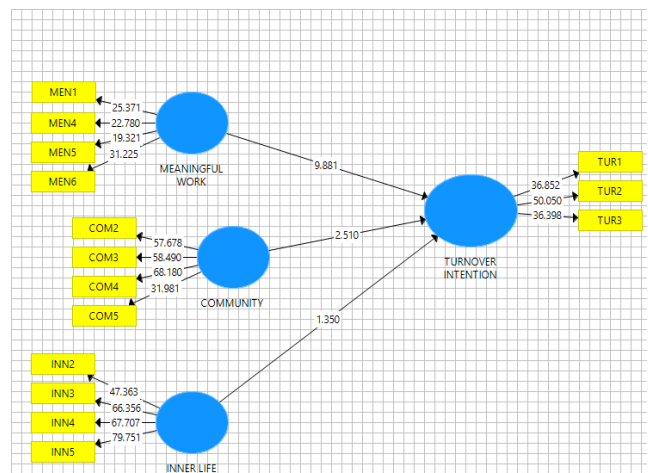 MEN1
MEN4
MEN5
MEN6
25.371
22.780
19.321
31.225
MEANINGFUL
WORK
9.881
COM2
COM3
COM4
COM5
57.678
58.490
68.180
31.981
COMMUNITY
2.510
INN2
INN3
INN4
INN5
47.363
66.356
67.707
79.751
INNER LIFE
1.350
TURNOVER
INTENTION
36.852
50.050
36.398
TUR1
TUR2
TUR3